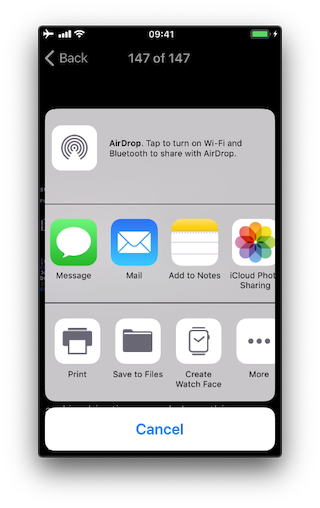 09:41
Back
147 of 147
AirDrop. Tap to turn on Wi-Fi and
Bluetooth to share with AirDrop.
Message
Mail
Add to Notes
iCloud Phot
Sharing
Print
Save to Files
Create
Watch Face
More
Cancel